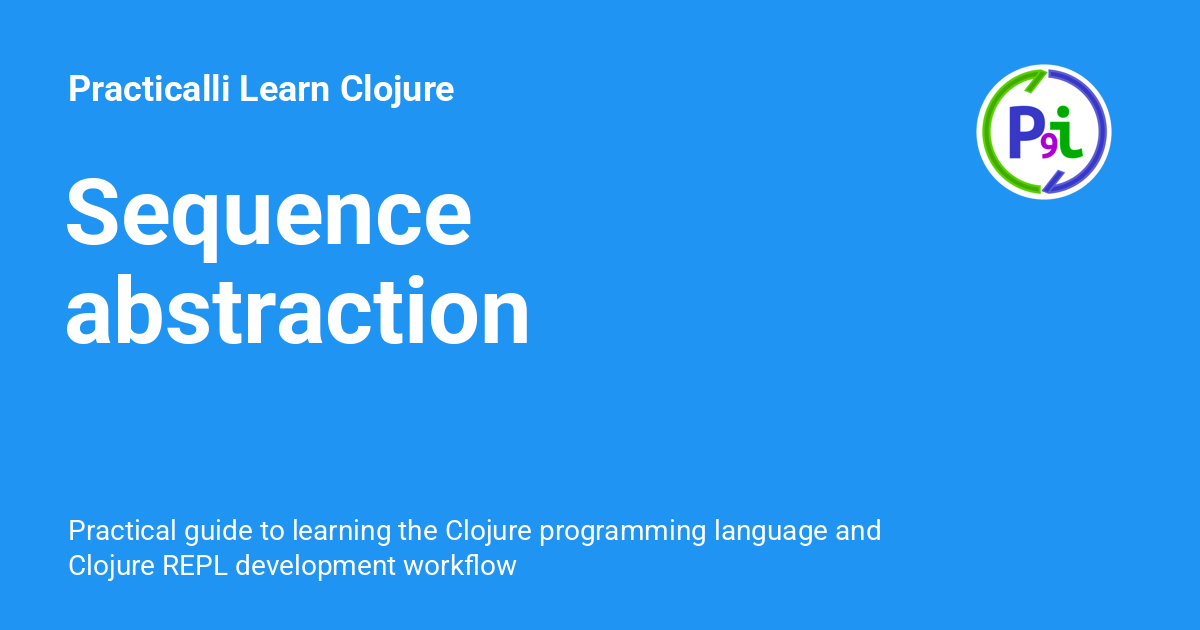 Practicalli Learn Clojure
P9i
Sequence
abstraction
Practical guide to learning the Clojure programming language and
Clojure REPL development workflow